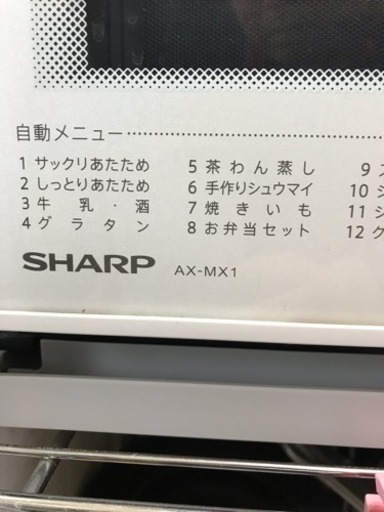 自動メニュー
1 サックリあたため
2 しっとりあたため
3 牛乳・酒
4 グラタン
5 茶わん蒸し
6 手作りシュウマイ
7 焼きいも
8 お弁当セット
9
10
11
12
SHARP AX-MX1